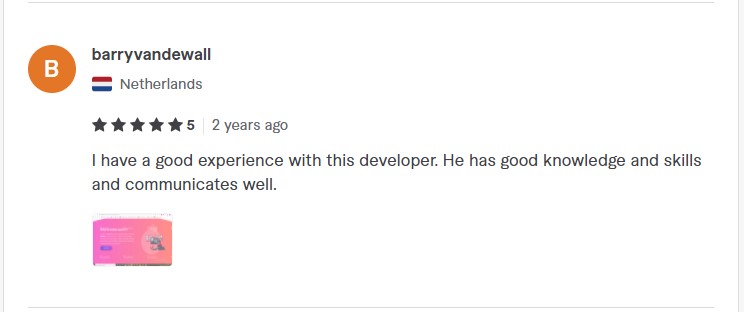 B
barryvandewall
Netherlands
5
2 years ago
I have a good experience with this developer. He has good knowledge and skills
and communicates well.